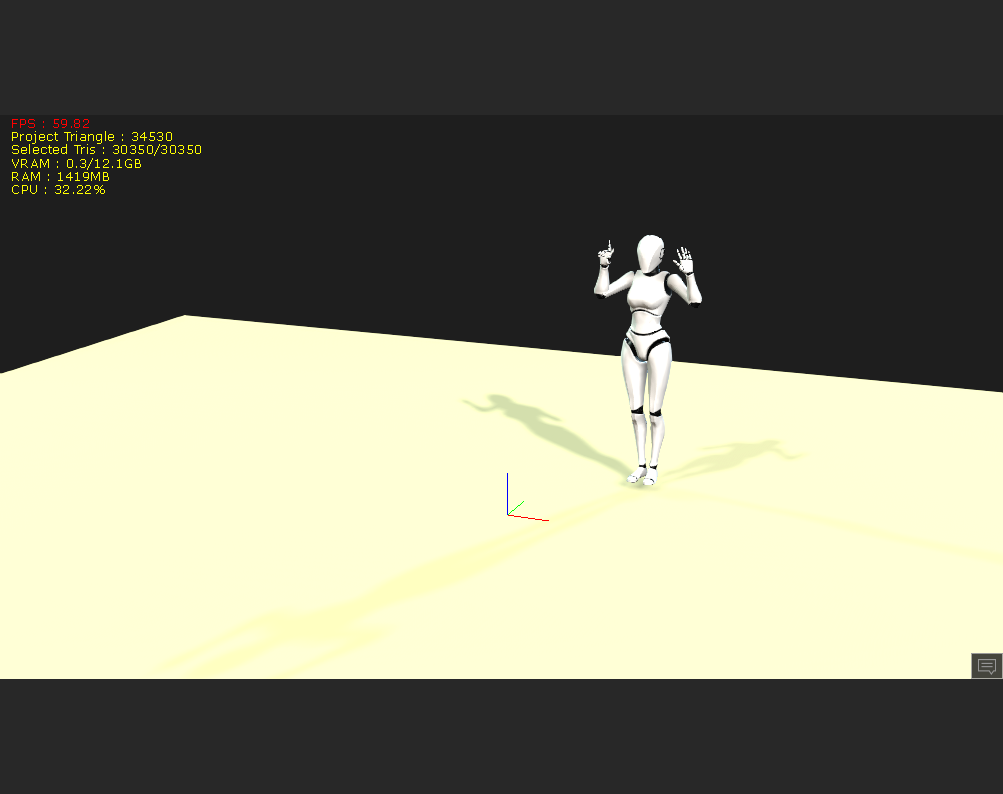 FPS : 59.82
Project Triangle : 34530
Selected Tris : 30350/30350
VRAM : 0.3/12.1GB
RAM : 1419MB
CPU : 32.22%